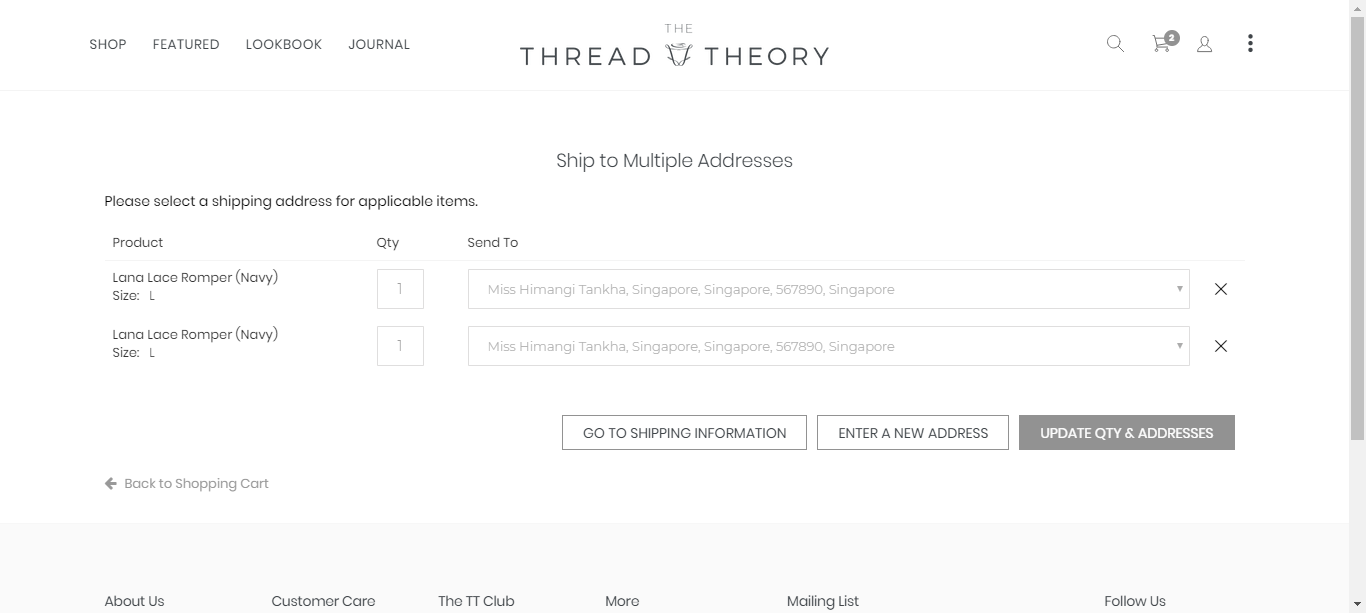 SHOP FEATURED LOOKBOOK JOURNAL
THE
THREAD THEORY
2
Ship to Multiple Addresses
Please select a shipping address for applicable items.
Product Qty Send To
Lana Lace Romper (Navy)
Size: L
1
Miss Himangi Tankha, Singapore, Singapore, 567890, Singapore
Lana Lace Romper (Navy)
Size: L
1
Miss Himangi Tankha, Singapore, Singapore, 567890, Singapore
GO TO SHIPPING INFORMATION
ENTER A NEW ADDRESS
UPDATE QTY & ADDRESSES
Back to Shopping Cart
About Us Customer Care The TT Club More Mailing List Follow Us